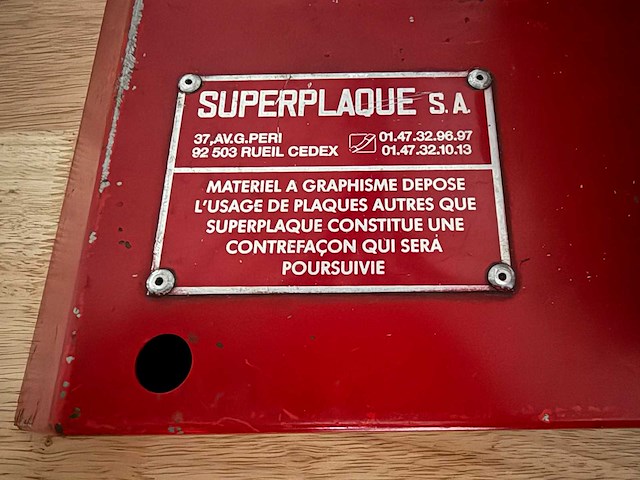 SUPERPLAQUE S.A.
37,AV.G.PERI 01.47.32.96.97
92 503 RUEIL CEDEX 01.47.32.10.13
MATERIEL A GRAPHISME DEPOSE
L'USAGE DE PLAQUES AUTRES QUE
SUPERPLAQUE CONSTITUE UNE
CONTREFAÇON QUI SERA
POURSUIVIE